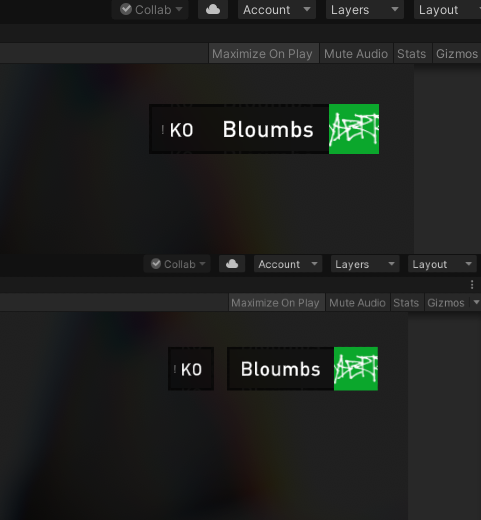 Collab Account Layers Layout
Maximize On Play Mute Audio Stats Gizmos
! KO Bloumbs
Collab Account Layers Layout
Maximize On Play Mute Audio Stats Gizmos
! KO Bloumbs